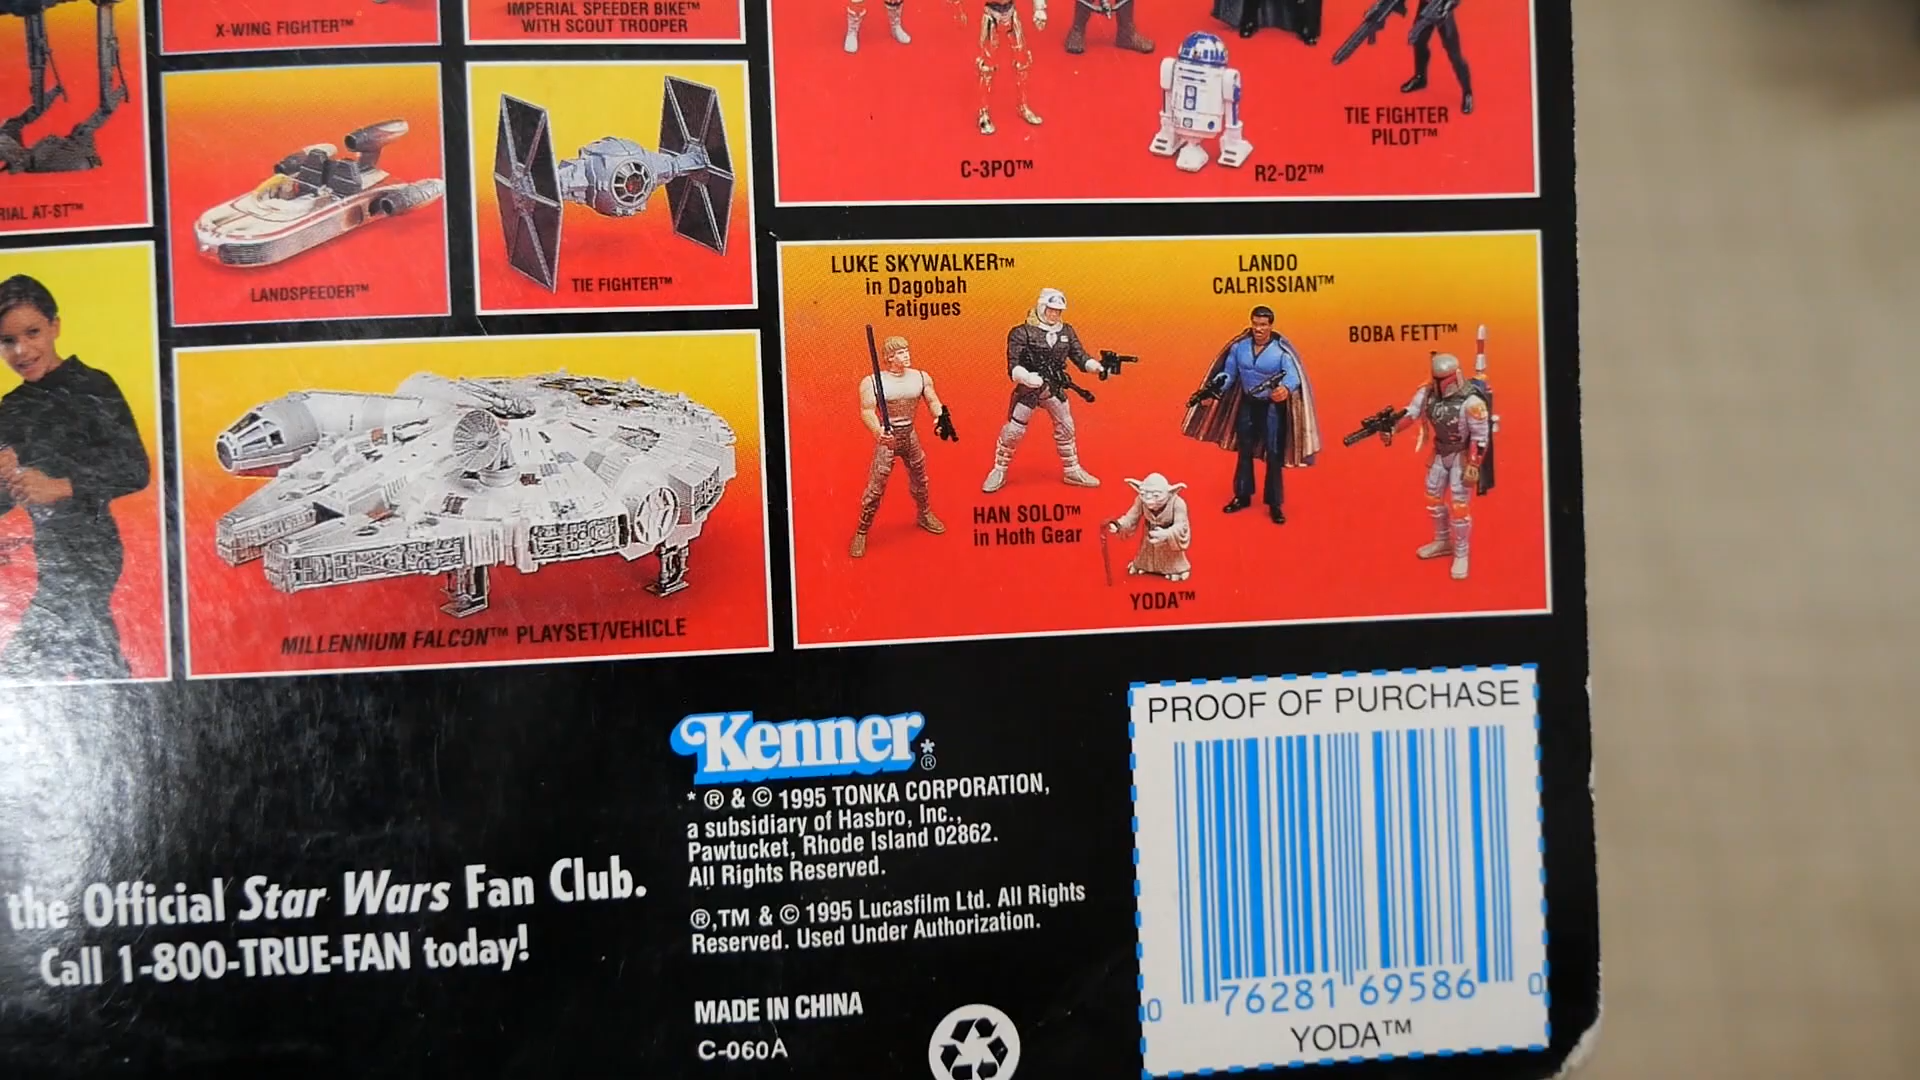 X-WING FIGHTER™
IMPERIAL SPEEDER BIKE™
WITH SCOUT TROOPER
C-3PO™
R2-D2™
TIE FIGHTER
PILOT™
RIAL AT-ST™
LANDSPEEDER™
TIE FIGHTER™
LUKE SKYWALKER™
in Dagobah
Fatigues
LANDO
CALRISSIAN™
BOBA FETT™
HAN SOLO™
in Hoth Gear
YODA™
MILLENNIUM FALCON™ PLAYSET/VEHICLE
Kenner*®
* ® & © 1995 TONKA CORPORATION,
a subsidiary of Hasbro, Inc.,
Pawtucket, Rhode Island 02862.
All Rights Reserved.
®,TM & © 1995 Lucasfilm Ltd. All Rights
Reserved. Used Under Authorization.
MADE IN CHINA
C-060A
the Official Star Wars Fan Club.
Call 1-800-TRUE-FAN today!
PROOF OF PURCHASE
0 76281 69586 0
YODA™